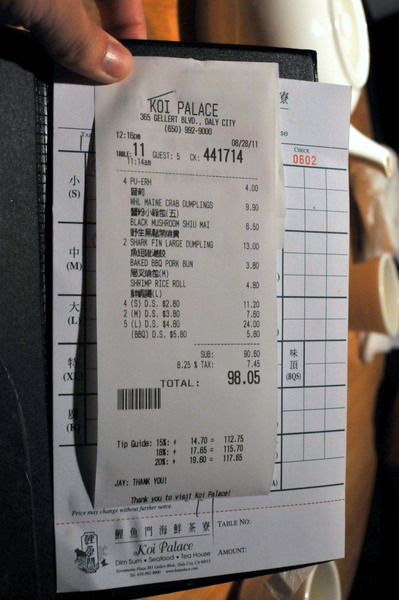 KOI PALACE
365 GELLERT BLVD., DALY CITY
(650) 992-9000
12:16pm 08/28/11
TABLE: 11 GUEST: 5 CK: 441714
11:14am
4 PU-ERH 4.00
WHL MAINE CRAB DUMPLINGS 9.90
BLACK MUSHROOM SHIU MAI 6.50
2 SHARK FIN LARGE DUMPLING 13.00
BAKED BBQ PORK BUN 3.80
SHRIMP RICE ROLL 4.80
4 (S) D.S. $2.80 11.20
2 (M) D.S. $3.80 7.60
5 (L) D.S. $4.80 24.00
(BBQ) D.S. $5.80 5.80
SUB: 90.60
8.25 % TAX: 7.45
TOTAL: 98.05
Tip Guide: 15%: + 14.70 = 112.75
18%: + 17.65 = 115.70
20%: + 19.60 = 117.65
JAY: THANK YOU!
Thank you to visit Koi Palace!
寮
CHECK
0602
小
(S)
中
(M)
大
(L)
特
(XL)
(K)
味
頂
(BQS)
Price may change without further notice.
鯉魚門海鮮茶寮
Koi Palace
Dim Sum • Seafood • Tea House
TABLE NO:
AMOUNT: